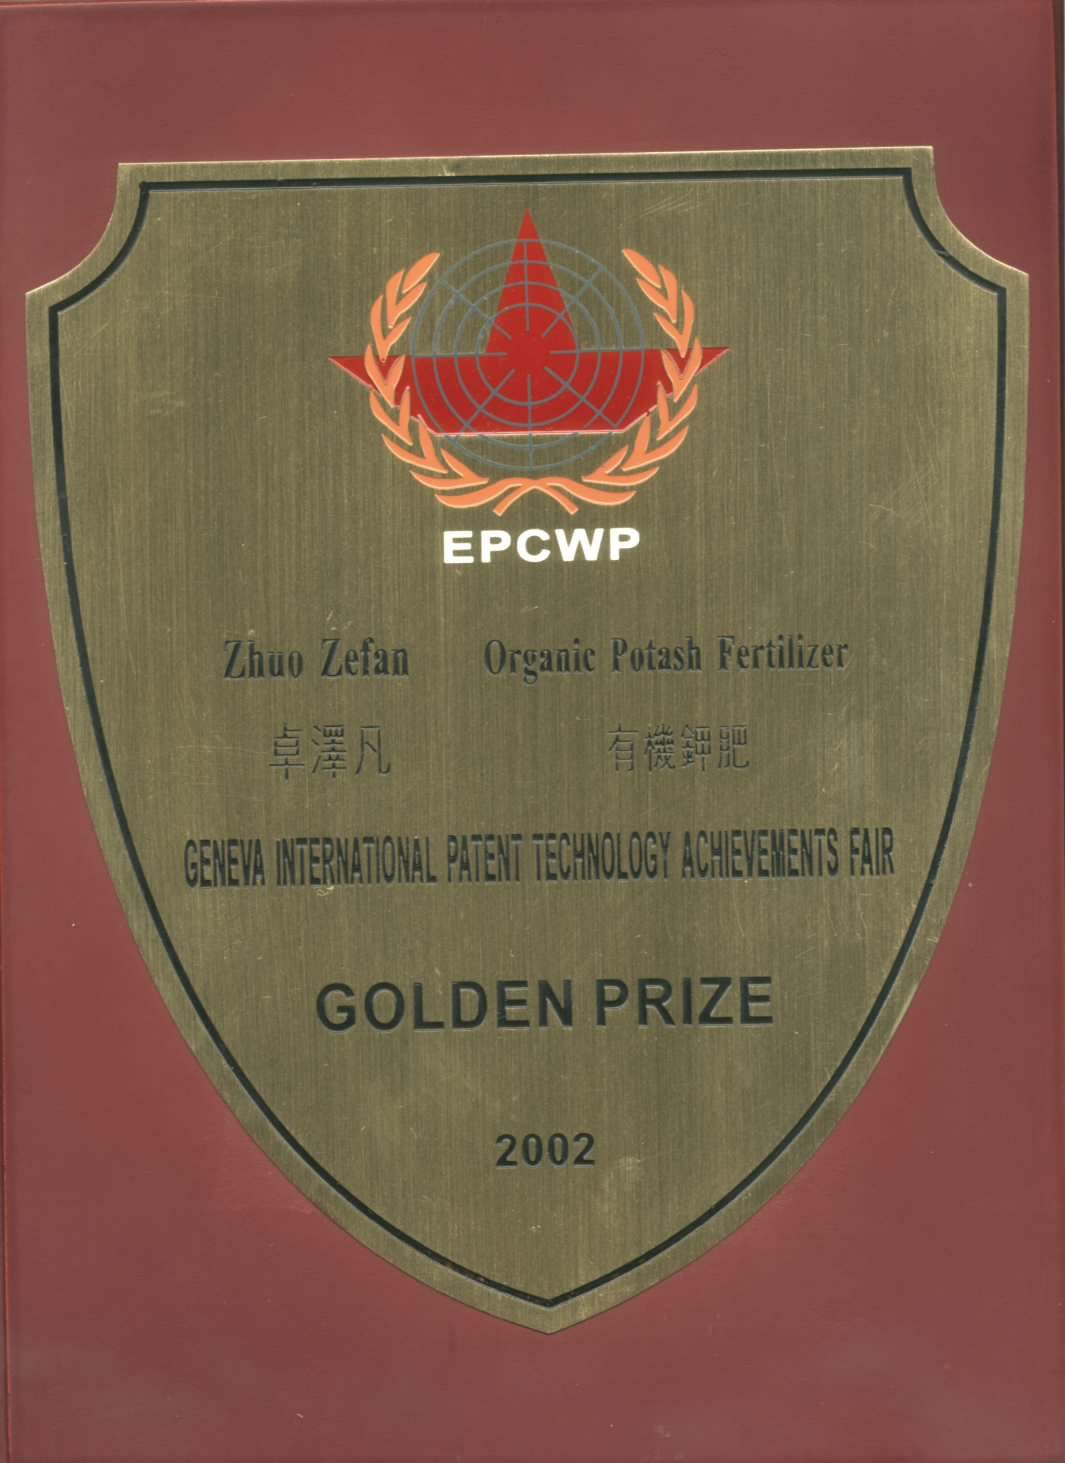 EPCWP
Zhuo Zefan Organic Potash Fertilizer
卓澤凡 有機鉀肥
GENEVA INTERNATIONAL PATENT TECHNOLOGY ACHIEVEMENTS FAIR
GOLDEN PRIZE
2002